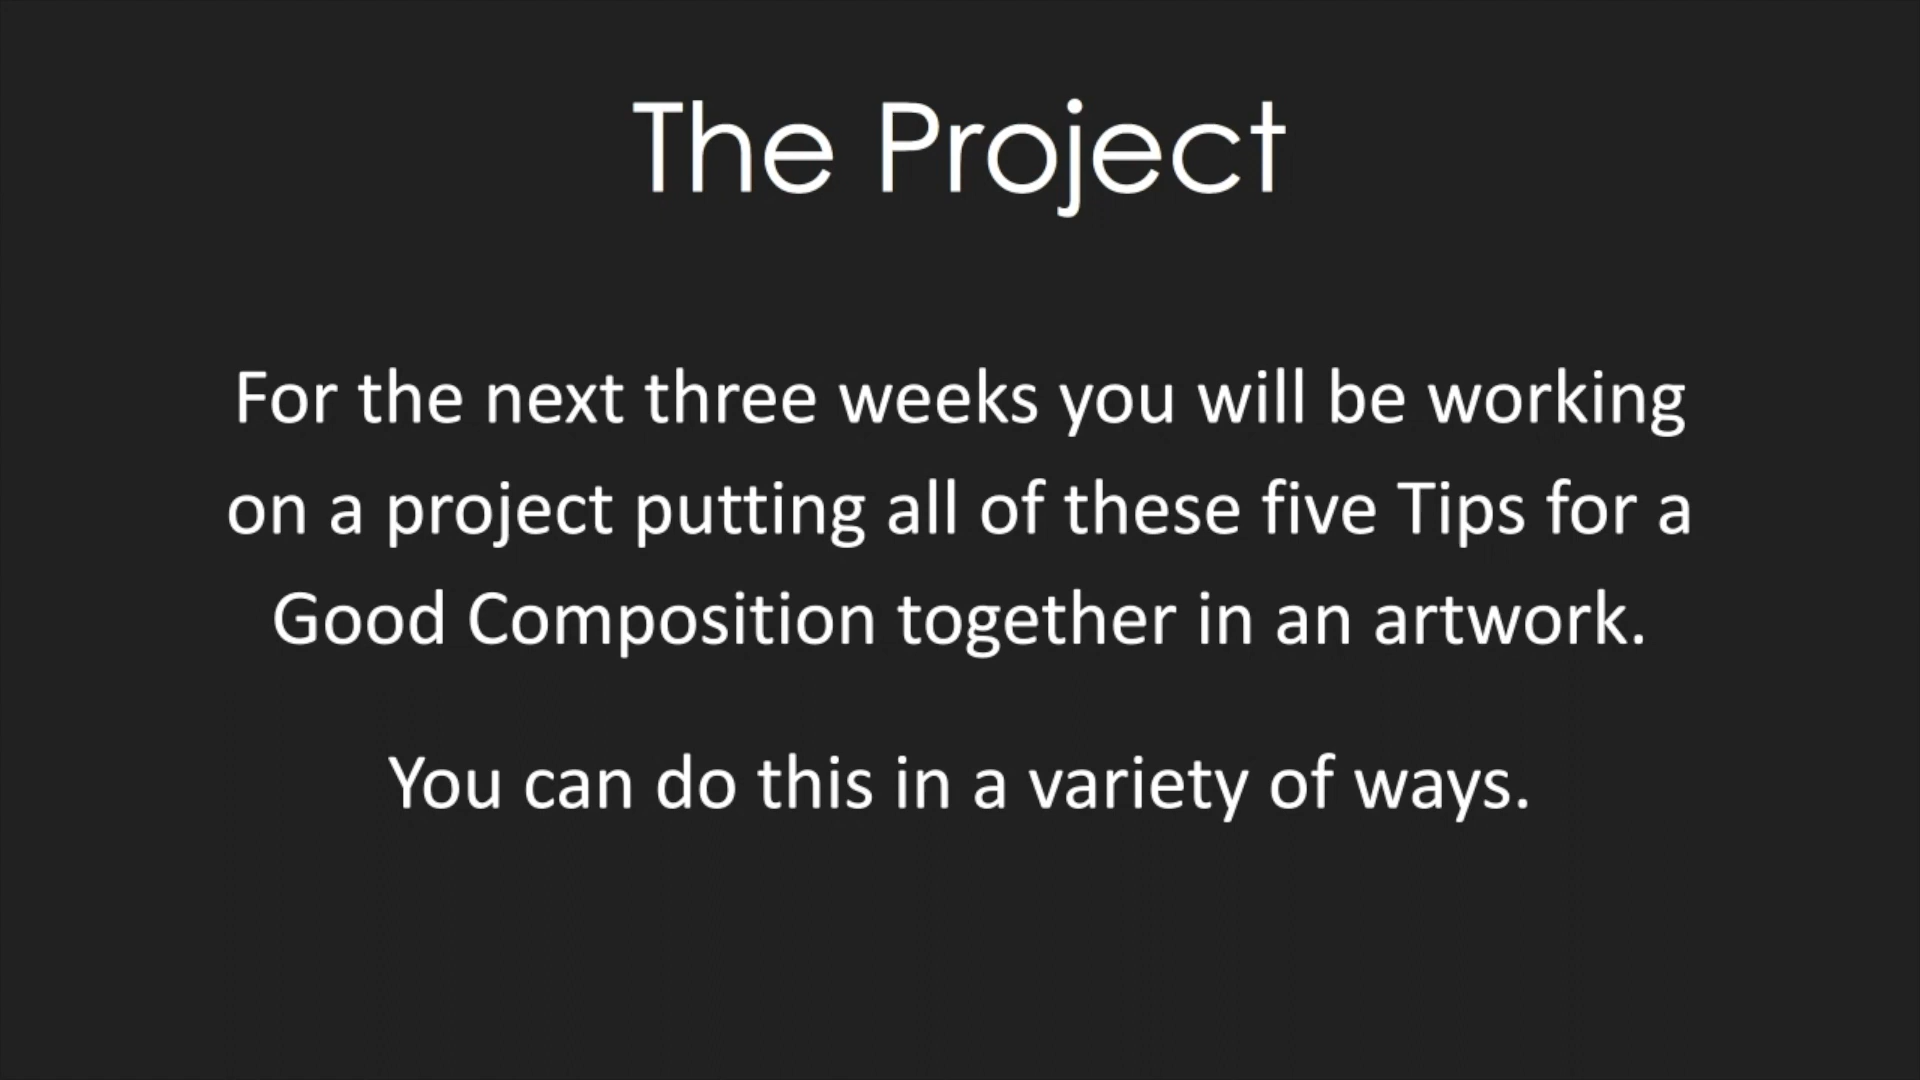 The Project
For the next three weeks you will be working
on a project putting all of these five Tips for a
Good Composition together in an artwork.
You can do this in a variety of ways.